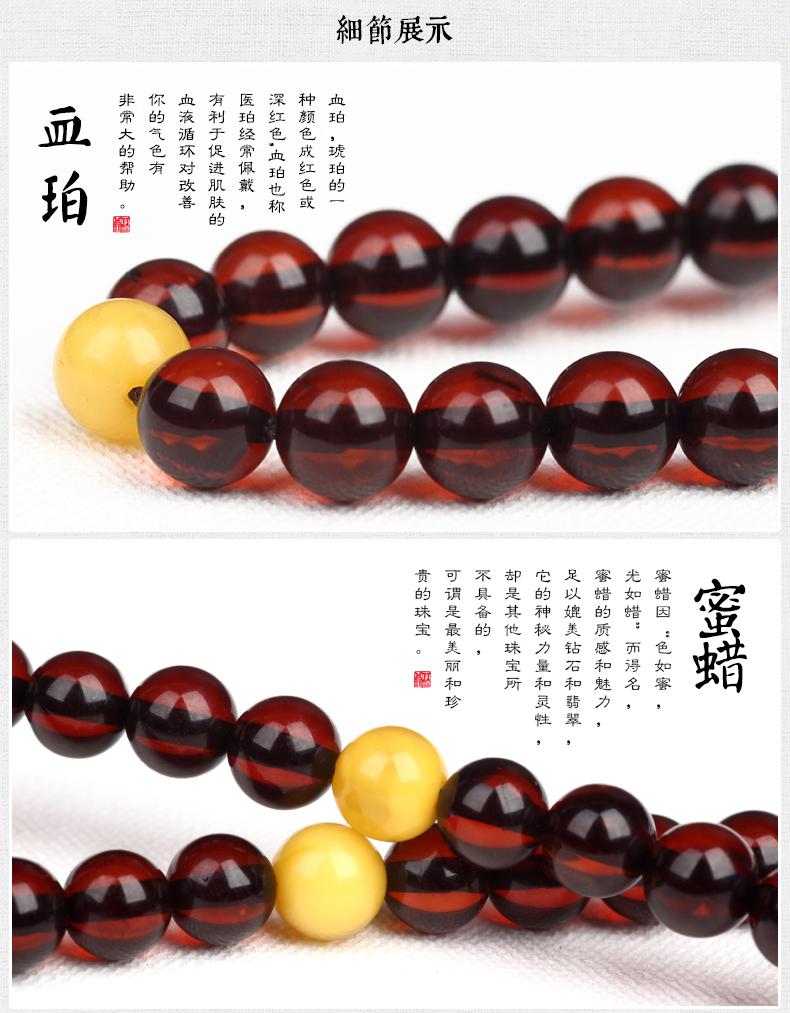 細節展示
血珀
血珀，琥珀的一
种颜色成红色或
深红色。血珀也称
医珀经常佩戴，
有利于促进肌肤的
血液循环对改善
你的气色有
非常大的帮助。
蜜蜡
蜜蜡因“色如蜜，
光如蜡”而得名，
蜜蜡的质感和魅力，
足以媲美钻石和翡翠，
它的神秘力量和灵性，
却是其他珠宝所
不具备的，
可谓是最美丽和珍
贵的珠宝。